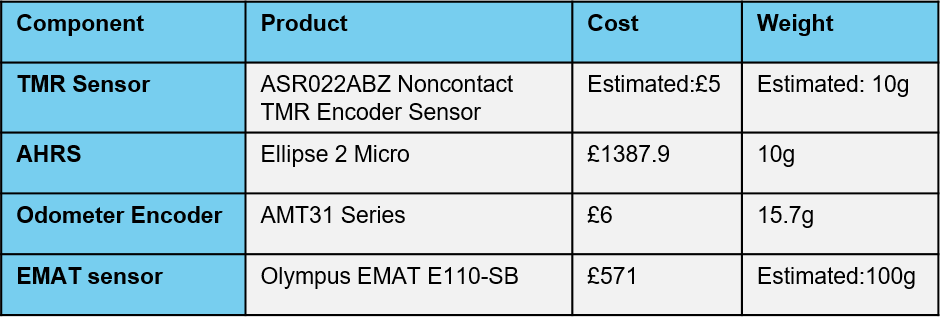 Component Product Cost Weight
TMR Sensor ASR022ABZ Noncontact Estimated:£5 Estimated: 10g
TMR Encoder Sensor
AHRS Ellipse 2 Micro £1387.9 10g
Odometer Encoder AMT31 Series £6 15.7g
EMAT sensor Olympus EMAT E110-SB £571 Estimated:100g